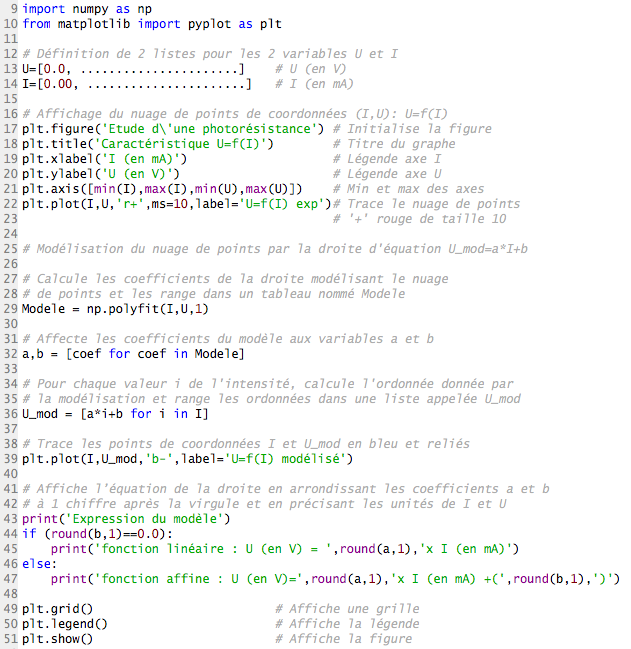 9 import numpy as np
10 from matplotlib import pyplot as plt
11
12 # Définition de 2 listes pour les 2 variables U et I
13 U=[0.0, ......................] # U (en V)
14 I=[0.00, ......................] # I (en mA)
15
16 # Affichage du nuage de points de coordonnées (I,U): U=f(I)
17 plt.figure('Etude d\'une photorésistance') # Initialise la figure
18 plt.title('Caractéristique U=f(I)') # Titre du graphe
19 plt.xlabel('I (en mA)') # Légende axe I
20 plt.ylabel('U (en V)') # Légende axe U
21 plt.axis([min(I),max(I),min(U),max(U)]) # Min et max des axes
22 plt.plot(I,U,'r+',ms=10,label='U=f(I) exp')# Trace le nuage de points
23 # '+' rouge de taille 10
24
25 # Modélisation du nuage de points par la droite d'équation U_mod=a*I+b
26
27 # Calcule les coefficients de la droite modélisant le nuage
28 # de points et les range dans un tableau nommé Modele
29 Modele = np.polyfit(I,U,1)
30
31 # Affecte les coefficients du modèle aux variables a et b
32 a,b = [coef for coef in Modele]
33
34 # Pour chaque valeur i de l'intensité, calcule l'ordonnée donnée par
35 # la modélisation et range les ordonnées dans une liste appelée U_mod
36 U_mod = [a*i+b for i in I]
37
38 # Trace les points de coordonnées I et U_mod en bleu et reliés
39 plt.plot(I,U_mod,'b-',label='U=f(I) modélisé')
40
41 # Affiche l'équation de la droite en arrondissant les coefficients a et b
42 # à 1 chiffre après la virgule et en précisant les unités de I et U
43 print('Expression du modèle')
44 if (round(b,1)==0.0):
45 print('fonction linéaire : U (en V) = ',round(a,1),'x I (en mA)')
46 else:
47 print('fonction affine : U (en V)=',round(a,1),'x I (en mA) +(',round(b,1),')')
48
49 plt.grid() # Affiche une grille
50 plt.legend() # Affiche la légende
51 plt.show() # Affiche la figure